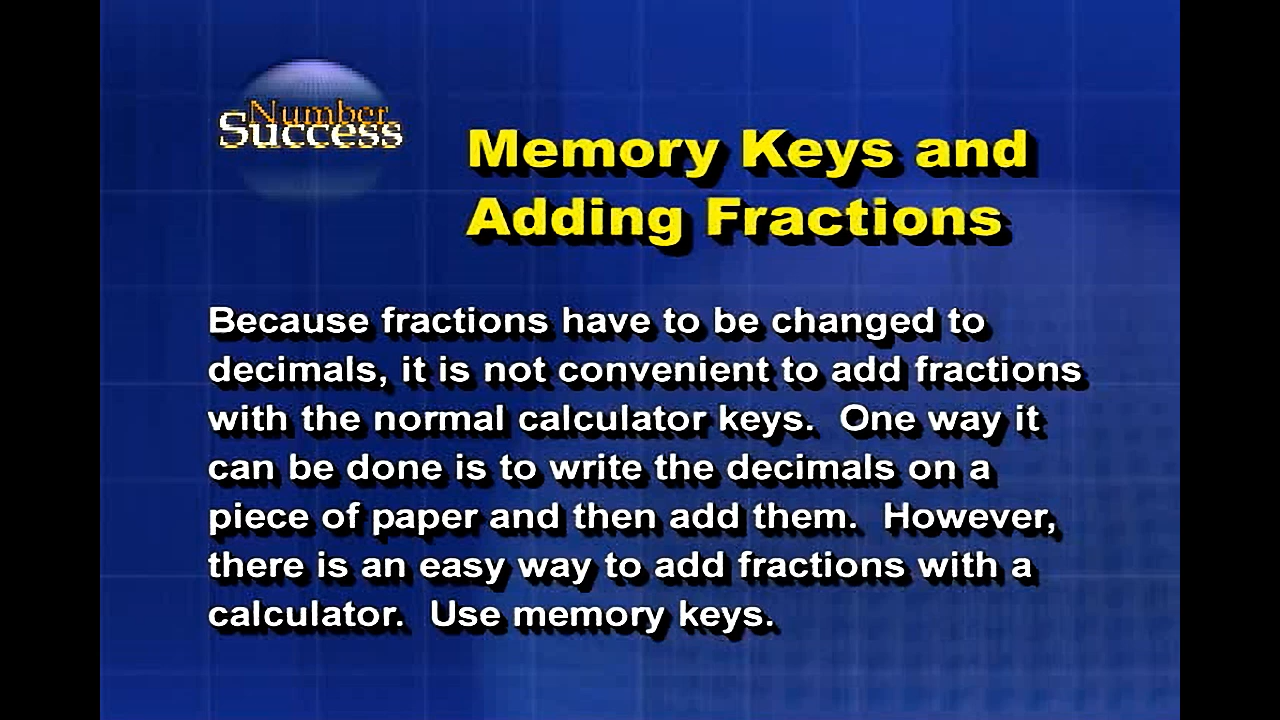 Number
Success
Memory Keys and
Adding Fractions
Because fractions have to be changed to
decimals, it is not convenient to add fractions
with the normal calculator keys.  One way it
can be done is to write the decimals on a
piece of paper and then add them.  However,
there is an easy way to add fractions with a
calculator.  Use memory keys.